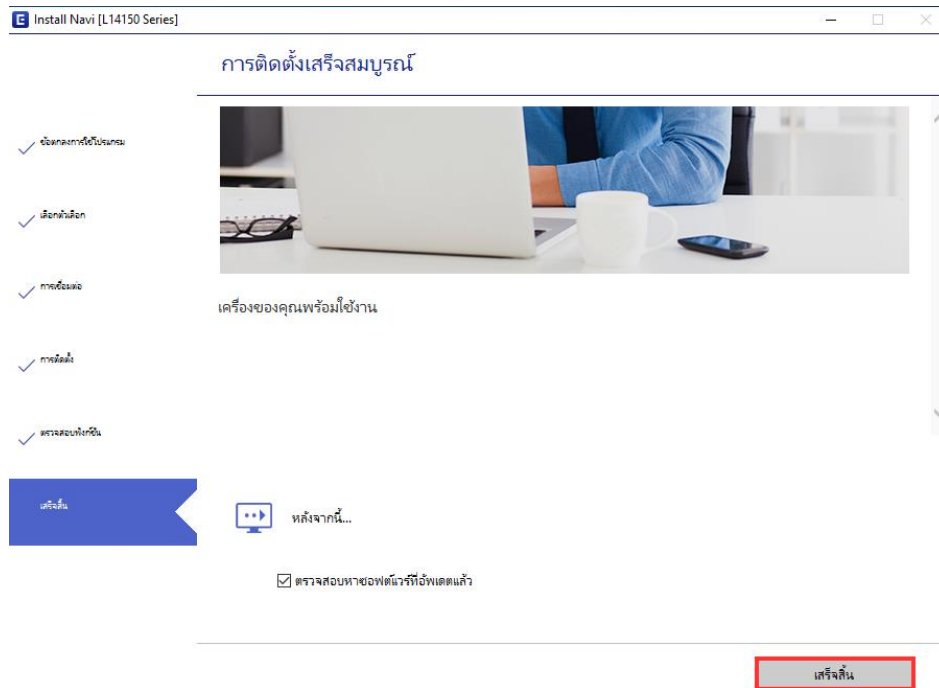 Install Navi [L14150 Series]
การติดตั้งเสร็จสมบูรณ์
ข้อตกลงการใช้โปรแกรม
เลือกตัวเลือก
การเชื่อมต่อ
การติดตั้ง
ตรวจสอบฟังก์ชัน
เสร็จสิ้น
เครื่องของคุณพร้อมใช้งาน
หลังจากนี้...
ตรวจสอบหาซอฟต์แวร์ที่อัพเดตแล้ว
เสร็จสิ้น